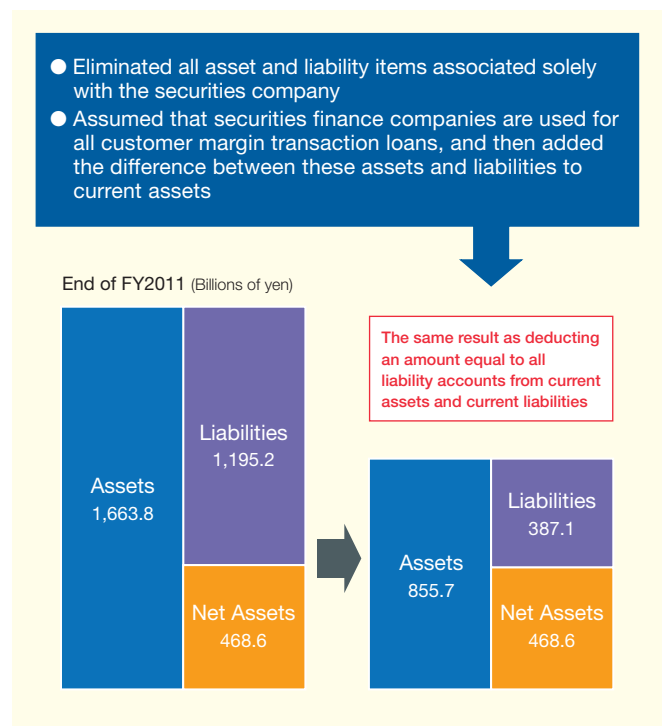 ● Eliminated all asset and liability items associated solely
with the securities company
● Assumed that securities finance companies are used for
all customer margin transaction loans, and then added
the difference between these assets and liabilities to
current assets
End of FY2011 (Billions of yen)
The same result as deducting
an amount equal to all
liability accounts from current
assets and current liabilities
Assets
1,663.8
Liabilities
1,195.2
Net Assets
468.6
Assets
855.7
Liabilities
387.1
Net Assets
468.6